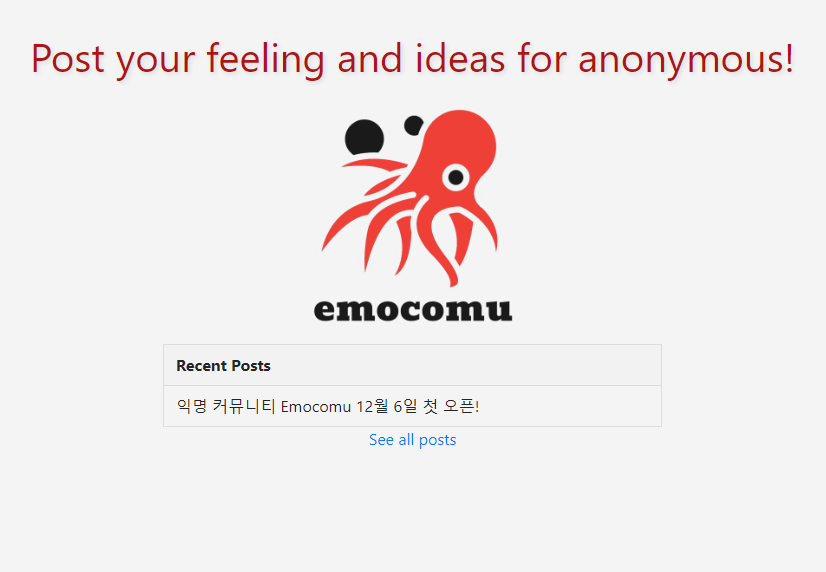 Post your feeling and ideas for anonymous!
emocomu
Recent Posts
익명 커뮤니티 Emocomu 12월 6일 첫 오픈!
See all posts